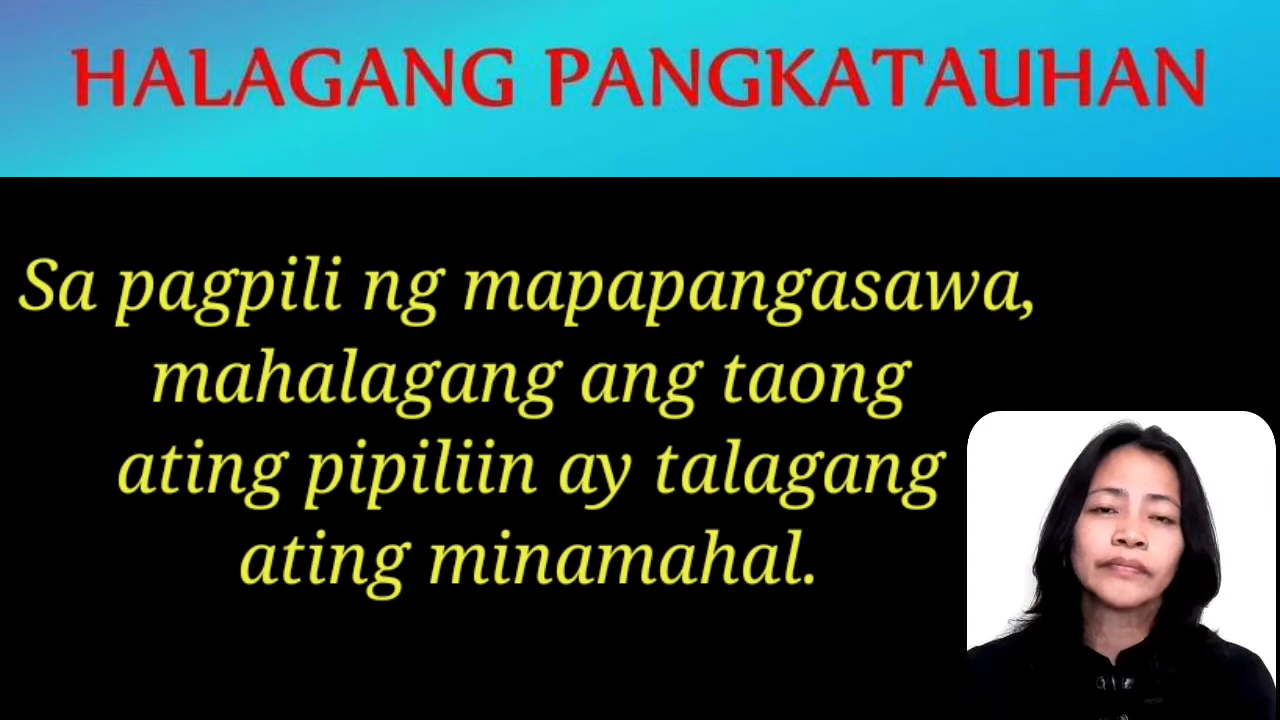 HALAGANG PANGKATAUHAN
Sa pagpili ng mapapangasawa,
mahalagang ang taong
ating pipiliin ay talagang
ating minamahal.